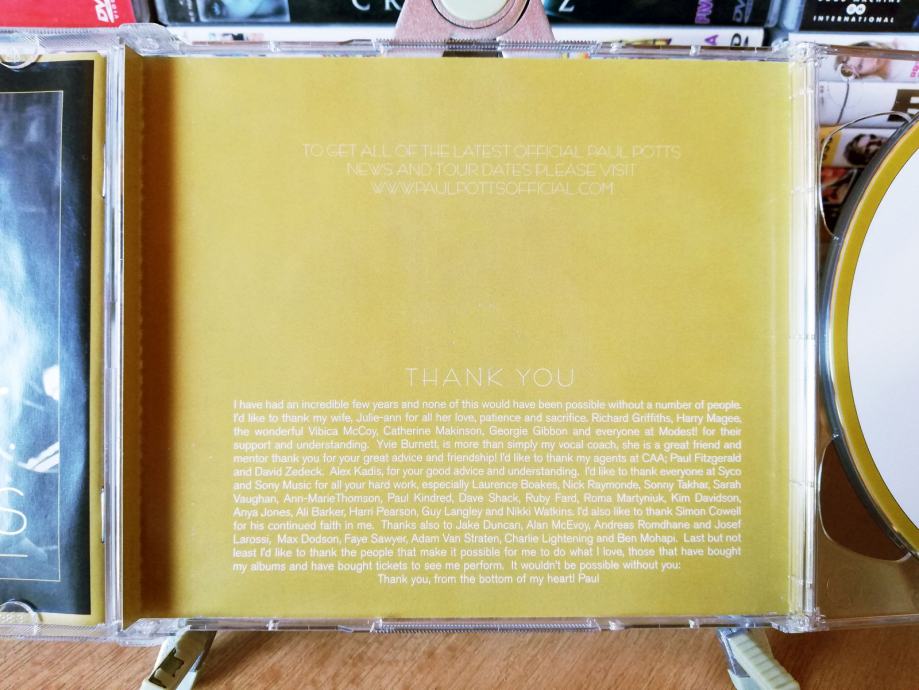 DVD
INTERNATIONAL
TO GET ALL OF THE LATEST OFFICIAL PAUL POTTS
NEWS AND TOUR DATES PLEASE VISIT
WWW.PAULPOTTSOFFICIAL.COM
THANK YOU
I have had an incredible few years and none of this would have been possible without a number of people.
I'd like to thank my wife, Julie-ann for all her love, patience and sacrifice. Richard Griffiths, Harry Magee,
the wonderful Vibica McCoy, Catherine Makinson, Georgie Gibbon and everyone at Modest! for their
support and understanding. Yvie Burnett, is more than simply my vocal coach, she is a great friend and
mentor thank you for your great advice and friendship! I'd like to thank my agents at CAA; Paul Fitzgerald
and David Zedeck. Alex Kadis, for your good advice and understanding. I'd like to thank everyone at Syco
and Sony Music for all your hard work, especially Laurence Boakes, Nick Raymonde, Sonny Takhar, Sarah
Vaughan, Ann-MarieThomson, Paul Kindred, Dave Shack, Ruby Fard, Roma Martyniuk, Kim Davidson,
Anya Jones, Ali Barker, Harri Pearson, Guy Langley and Nikki Watkins. I'd also like to thank Simon Cowell
for his continued faith in me. Thanks also to Jake Duncan, Alan McEvoy, Andreas Romdhane and Josef
Larossi, Max Dodson, Faye Sawyer, Adam Van Straten, Charlie Lightening and Ben Mohapi. Last but not
least I'd like to thank the people that make it possible for me to do what I love, those that have bought
my albums and have bought tickets to see me perform. It wouldn't be possible without you:
Thank you, from the bottom of my heart! Paul